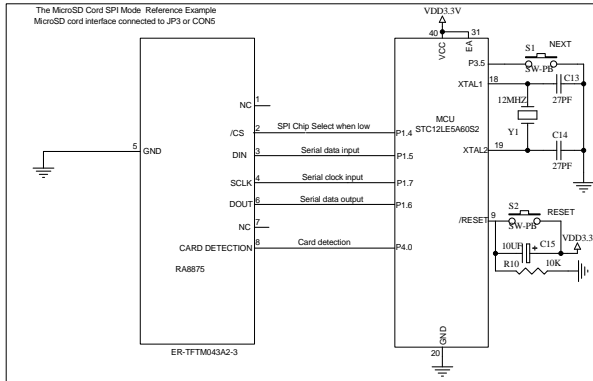 The MicroSD Cord SPI Mode Reference Example
MicroSD cord interface connected to JP3 or CON5
VDD3.3V
40
31
VCC
EA
S1
NEXT
P3.5
SW-PB
XTAL1
18
C13
27PF
12MHZ
Y1
MCU
STC12LE5A60S2
XTAL2
19
C14
27PF
NC
1
/CS
2
SPI Chip Select when low
P1.4
5
GND
DIN
3
Serial data input
P1.5
SCLK
4
Serial clock input
P1.7
DOUT
6
Serial data output
P1.6
NC
7
CARD DETECTION
8
Card detection
P4.0
RA8875
/RESET
9
S2
RESET
SW-PB
10UF
+
C15
VDD3.3
R10
10K
GND
20
ER-TFTM043A2-3